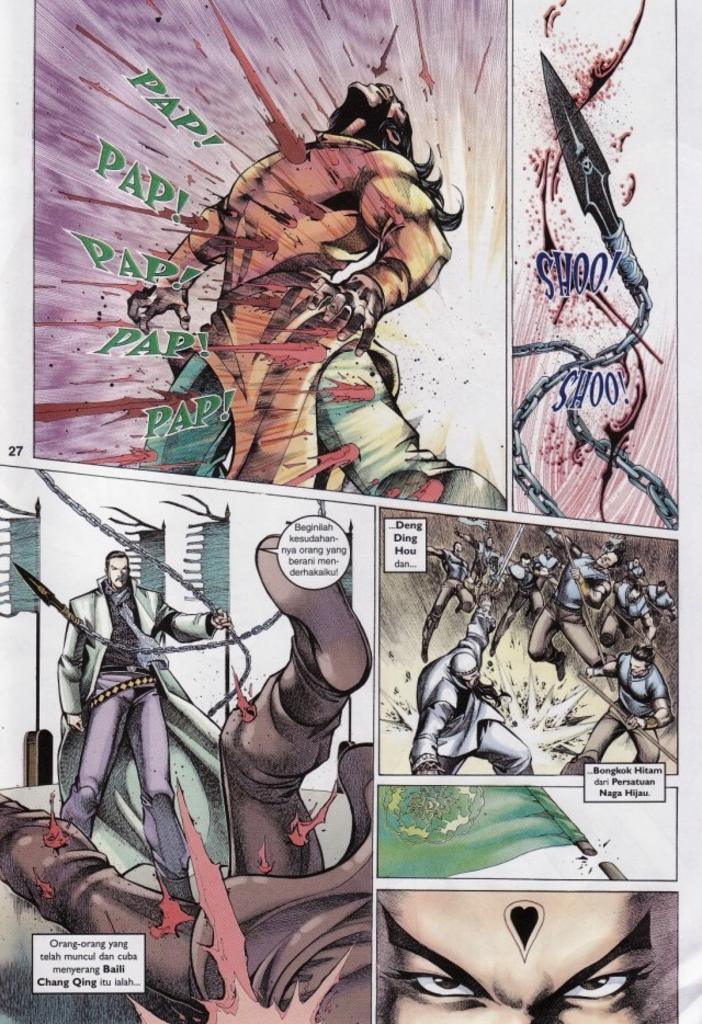 PAP!
PAP!
PAP!
PAP!
PAP!
SHOO!
SHOO!
27
Beginilah
kesudahan-
nya orang yang
berani men-
derhakaiku!
...Deng
Ding
Hou
dan...
...Bongkok Hitam
dari Persatuan
Naga Hijau.
Orang-orang yang
telah muncul dan cuba
menyerang Baili
Chang Qing itu ialah...